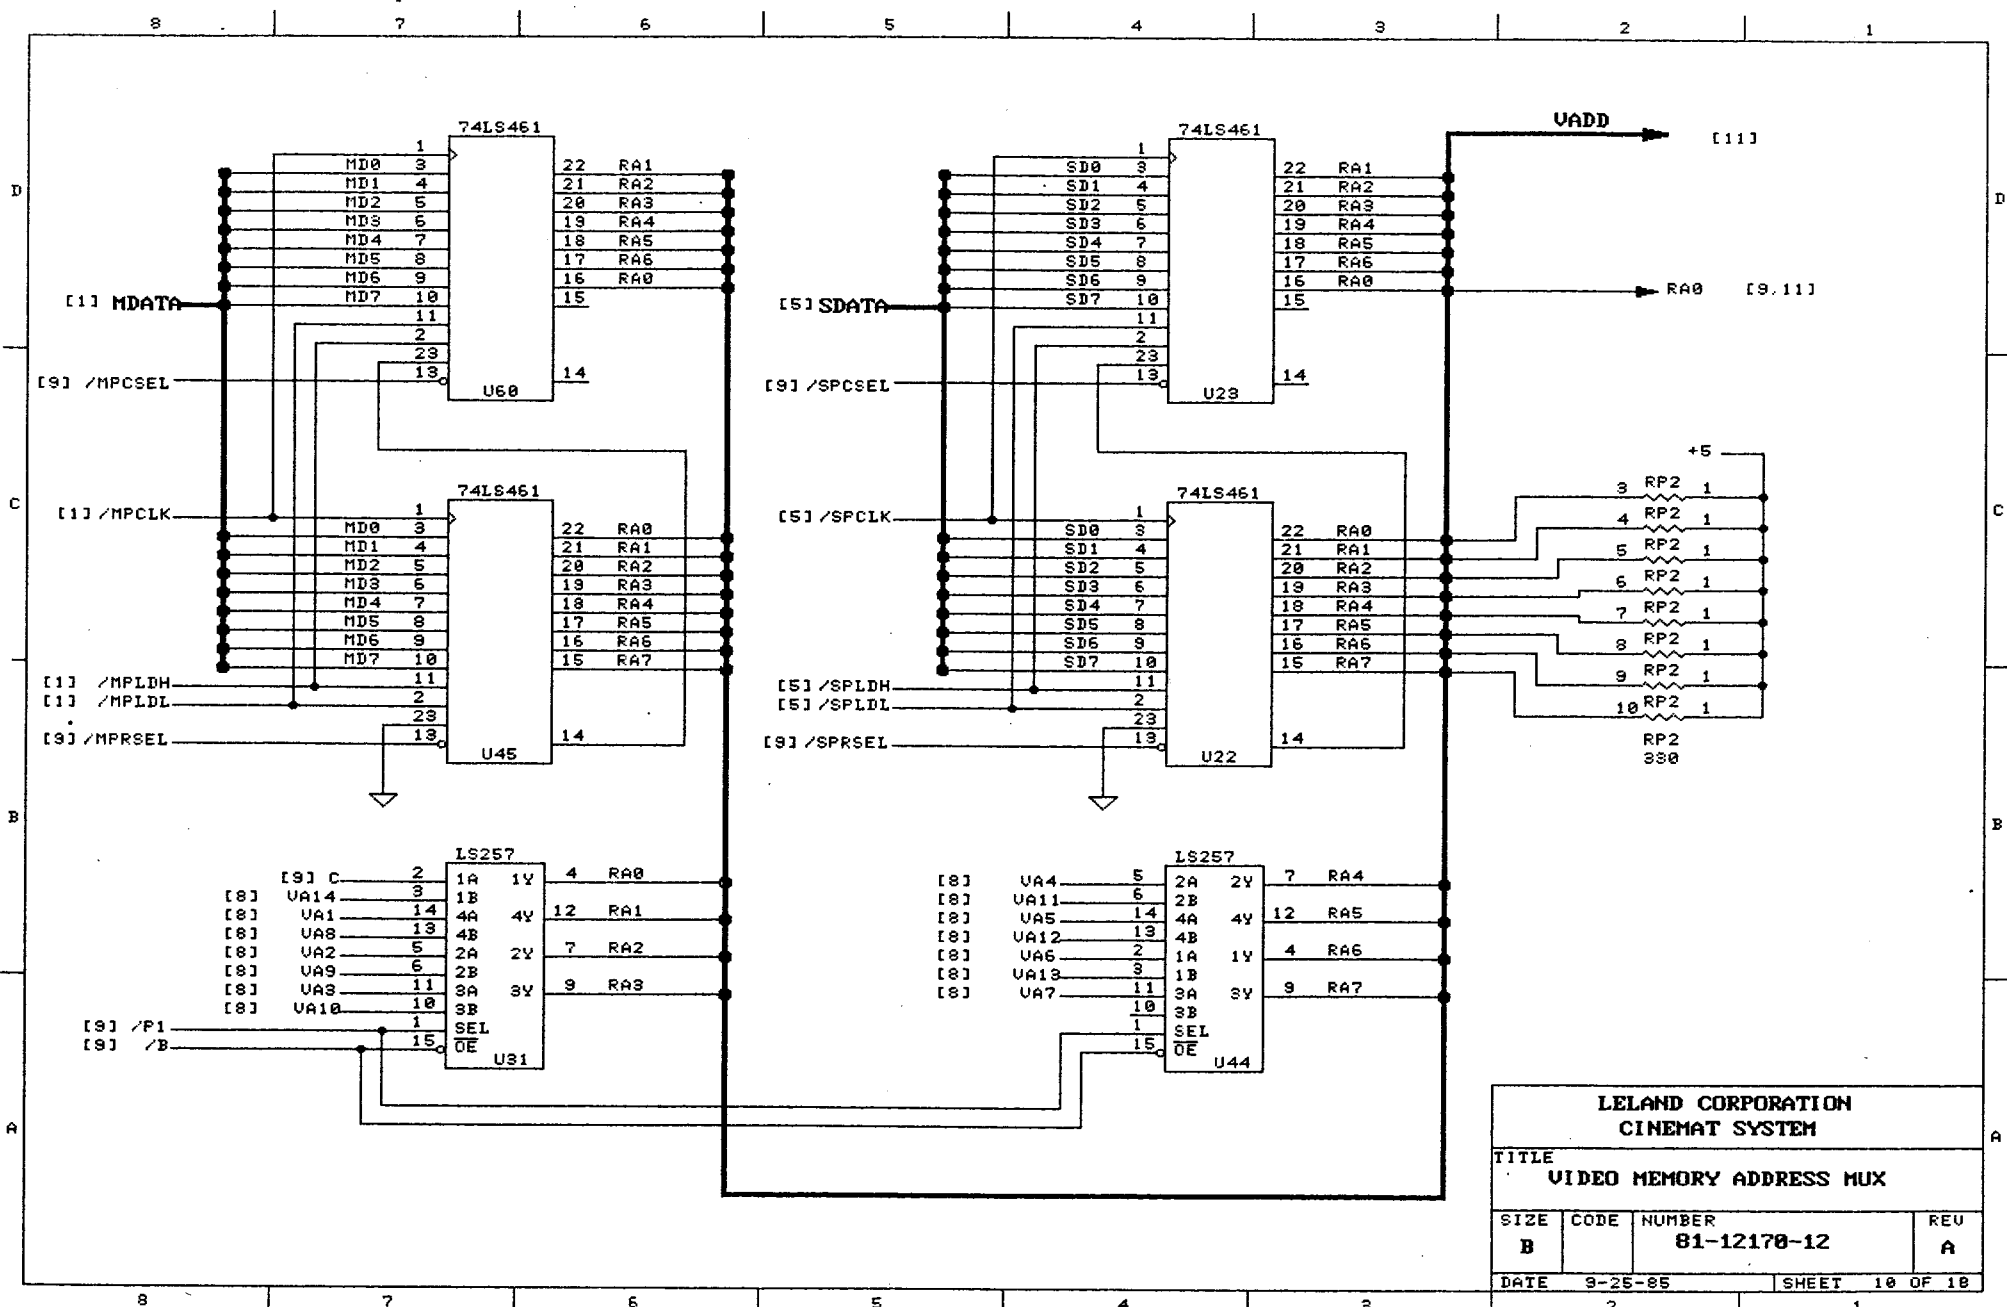 8 7 6 5 4 3 2 1
D
D
C
C
B
B
A
A
74LS461
1
MD0 3
MD1 4
MD2 5
MD3 6
MD4 7
MD5 8
MD6 9
MD7 10
11
2
23
13
22 RA1
21 RA2
20 RA3
19 RA4
18 RA5
17 RA6
16 RA0
15
14
U60
[1] MDATA
[9] /MPCSEL
74LS461
[1] /MPCLK
1
MD0 3
MD1 4
MD2 5
MD3 6
MD4 7
MD5 8
MD6 9
MD7 10
[1] /MPLDH 11
[1] /MPLDL 2
23
[9] /MPRSEL 13
22 RA0
21 RA1
20 RA2
19 RA3
18 RA4
17 RA5
16 RA6
15 RA7
14
U45
LS257
[9] C 2 1A 1Y 4 RA0
[8] VA14 3 1B
[8] VA1 14 4A 4Y 12 RA1
[8] VA8 13 4B
[8] VA2 5 2A 2Y 7 RA2
[8] VA9 6 2B
[8] VA3 11 3A 3Y 9 RA3
[8] VA10 10 3B
[9] /P1 1 SEL
[9] /B 15 OE
U31
74LS461
1
SD0 3
SD1 4
SD2 5
SD3 6
SD4 7
SD5 8
SD6 9
SD7 10
11
2
23
13
22 RA1
21 RA2
20 RA3
19 RA4
18 RA5
17 RA6
16 RA0
15
14
U23
[5] SDATA
[9] /SPCSEL
VADD [11]
RA0 [9,11]
74LS461
[5] /SPCLK
1
SD0 3
SD1 4
SD2 5
SD3 6
SD4 7
SD5 8
SD6 9
SD7 10
[5] /SPLDH 11
[5] /SPLDL 2
23
[9] /SPRSEL 13
22 RA0
21 RA1
20 RA2
19 RA3
18 RA4
17 RA5
16 RA6
15 RA7
14
U22
+5
3 RP2 1
4 RP2 1
5 RP2 1
6 RP2 1
7 RP2 1
8 RP2 1
9 RP2 1
10 RP2 1
RP2
330
LS257
[8] VA4 5 2A 2Y 7 RA4
[8] VA11 6 2B
[8] VA5 14 4A 4Y 12 RA5
[8] VA12 13 4B
[8] VA6 2 1A 1Y 4 RA6
[8] VA13 3 1B
[8] VA7 11 3A 3Y 9 RA7
10 3B
1 SEL
15 OE
U44
LELAND CORPORATION
CINEMAT SYSTEM
TITLE
VIDEO MEMORY ADDRESS MUX
SIZE CODE NUMBER REV
B 81-12170-12 A
DATE 9-25-85 SHEET 10 OF 18
8 7 6 5 4 3 2 1